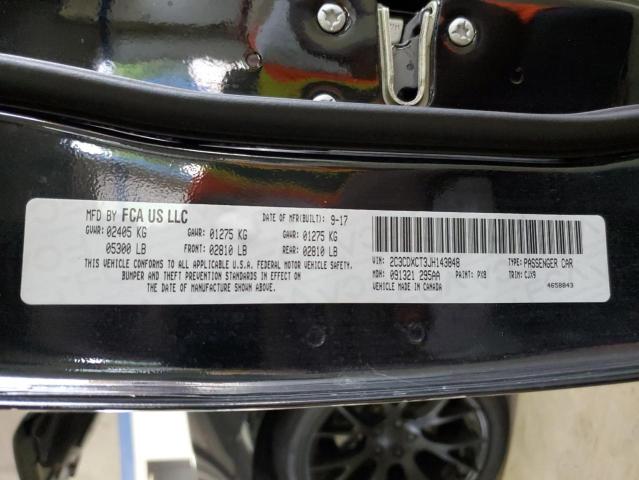 MFD BY FCA US LLC DATE OF MFR(BUILT): 9-17
GVWR: 02405 KG GAWR: 01275 KG GAWR: 01275 KG
05300 LB FRONT: 02810 LB REAR: 02810 LB
THIS VEHICLE CONFORMS TO ALL APPLICABLE U.S.A. FEDERAL MOTOR VEHICLE SAFETY,
BUMPER AND THEFT PREVENTION STANDARDS IN EFFECT ON
THE DATE OF MANUFACTURE SHOWN ABOVE.
VIN: 2C3CDXCT3JH143848 TYPE: PASSENGER CAR
MDH: 091321 295AA PAINT: PX8 TRIM: CJX9
VEHICLE MADE IN CANADA 4658843